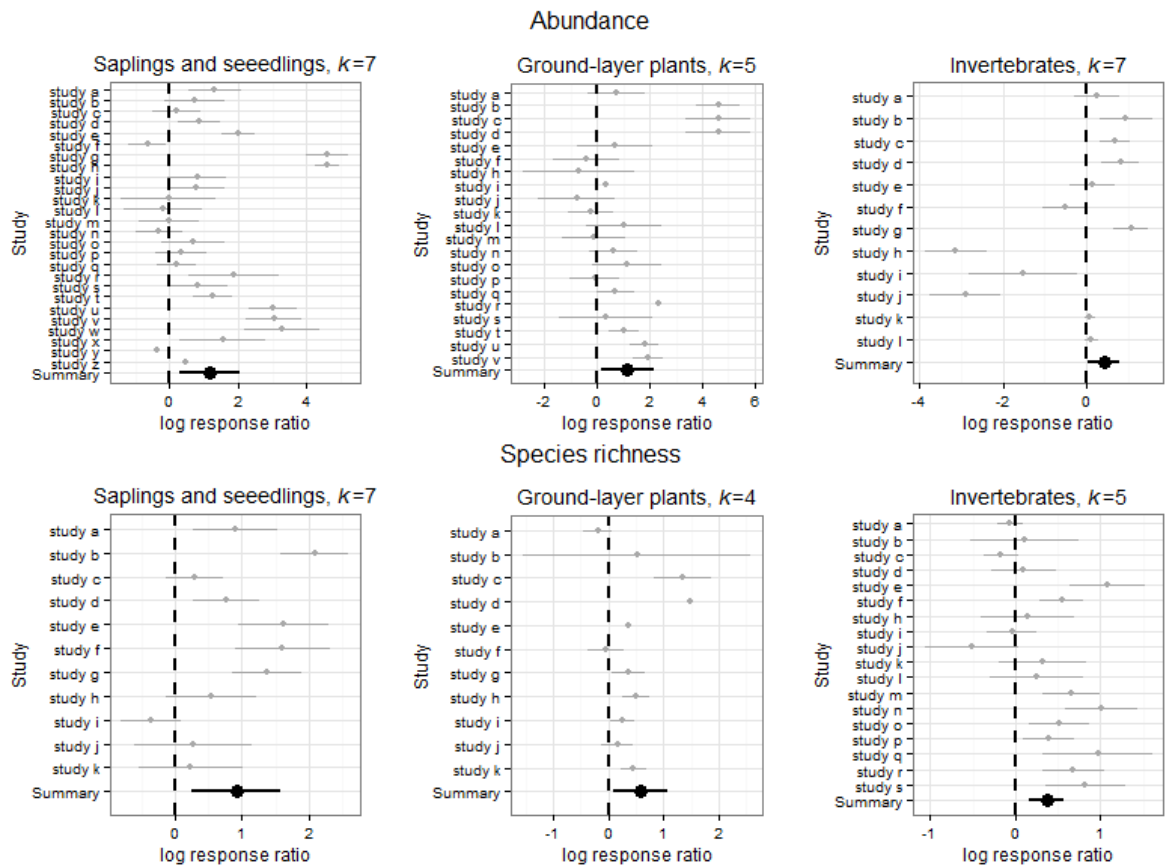 Abundance
Saplings and seeedlings, k=7
Study
study a
study b
study c
study d
study e
study f
study g
study h
study i
study j
study k
study l
study m
study n
study o
study p
study q
study r
study s
study t
study u
study v
study w
study x
study y
study z
Summary
0 2 4
log response ratio
Ground-layer plants, k=5
Study
study a
study b
study c
study d
study e
study f
study h
study i
study j
study k
study l
study m
study n
study o
study p
study q
study r
study s
study t
study u
study v
Summary
-2 0 2 4 6
log response ratio
Invertebrates, k=7
Study
study a
study b
study c
study d
study e
study f
study g
study h
study i
study j
study k
study l
Summary
-4 -2 0
log response ratio
Species richness
Saplings and seeedlings, k=7
Study
study a
study b
study c
study d
study e
study f
study g
study h
study i
study j
study k
Summary
0 1 2
log response ratio
Ground-layer plants, k=4
Study
study a
study b
study c
study d
study e
study f
study g
study h
study i
study j
study k
Summary
-1 0 1 2
log response ratio
Invertebrates, k=5
Study
study a
study b
study c
study d
study e
study f
study h
study i
study j
study k
study l
study m
study n
study o
study p
study q
study r
study s
Summary
-1 0 1
log response ratio